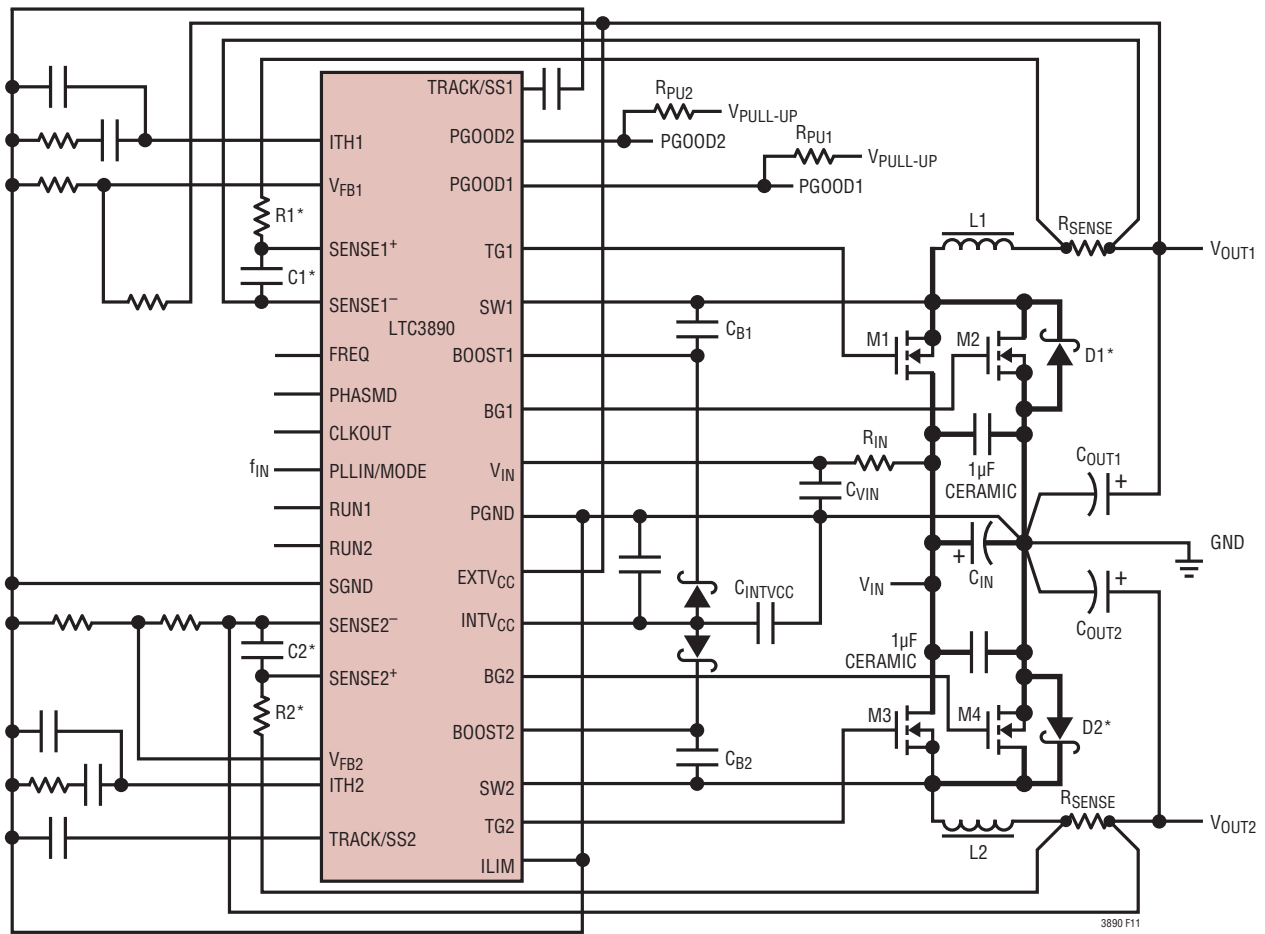 TRACK/SS1
RPU2
VPULL-UP
PGOOD2
PGOOD2
RPU1
VPULL-UP
PGOOD1
PGOOD1
ITH1
VFB1
R1*
SENSE1+
C1*
SENSE1–
LTC3890
TG1
L1
RSENSE
VOUT1
SW1
CB1
M1
M2
D1*
FREQ
BOOST1
PHASMD
BG1
CLKOUT
RIN
1µF
CERAMIC
COUT1
+
fIN
PLLIN/MODE
VIN
CVIN
RUN1
PGND
RUN2
GND
+
CIN
VIN
SGND
EXTVCC
CINTVCC
+
COUT2
SENSE2–
INTVCC
C2*
1µF
CERAMIC
SENSE2+
BG2
R2*
M3
M4
D2*
BOOST2
CB2
VFB2
ITH2
SW2
RSENSE
TG2
VOUT2
TRACK/SS2
L2
ILIM
3890 F11